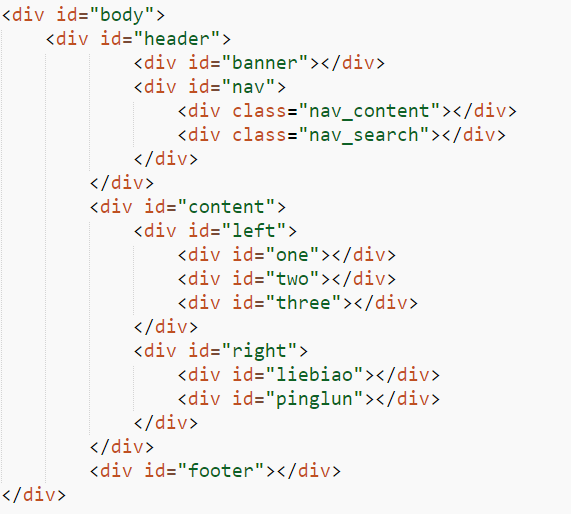 <div id="body">
<div id="header">
<div id="banner"></div>
<div id="nav">
<div class="nav_content"></div>
<div class="nav_search"></div>
</div>
</div>
<div id="content">
<div id="left">
<div id="one"></div>
<div id="two"></div>
<div id="three"></div>
</div>
<div id="right">
<div id="liebiao"></div>
<div id="pinglun"></div>
</div>
</div>
<div id="footer"></div>
</div>